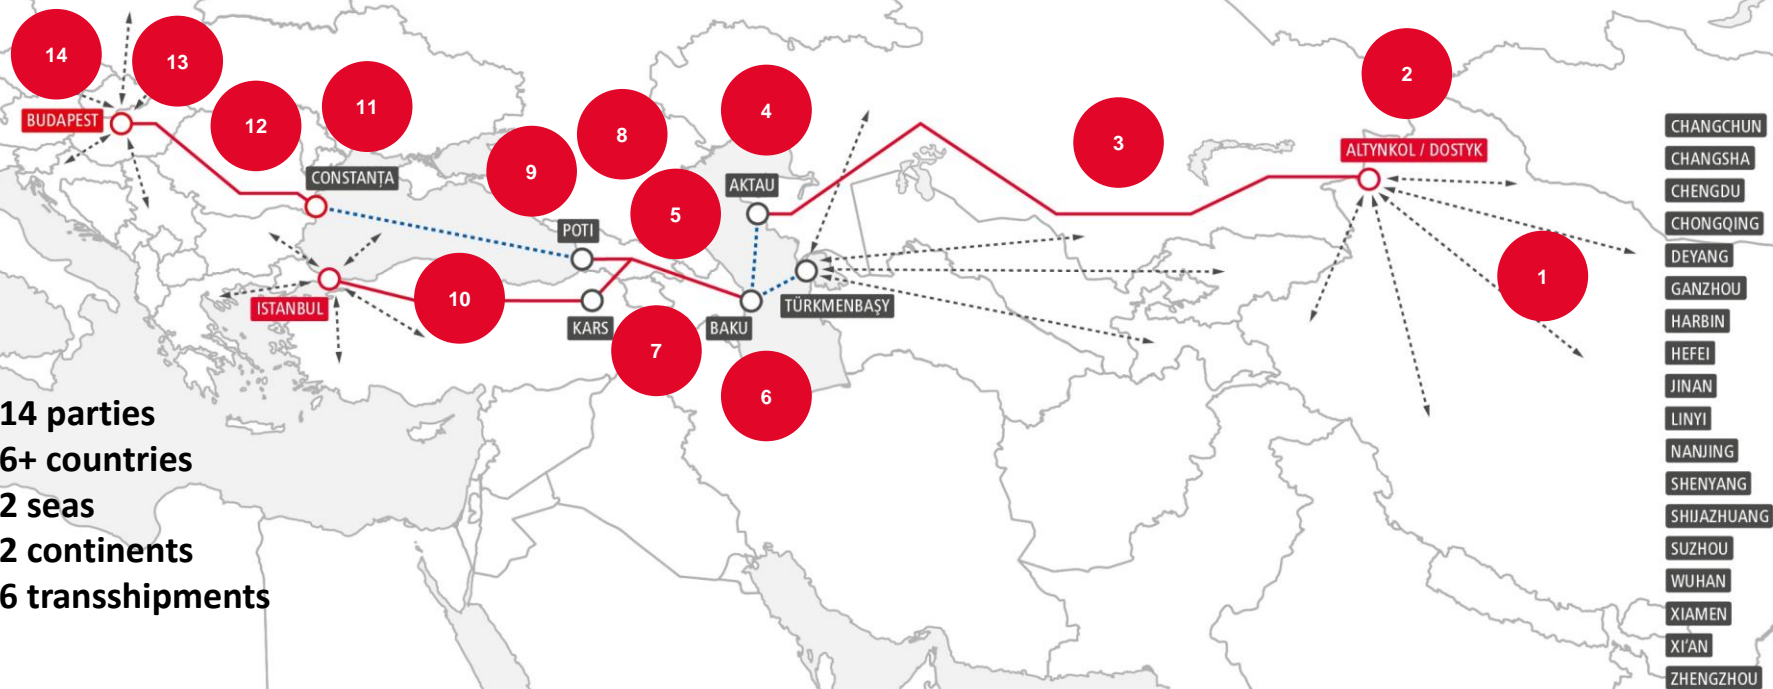 14
13
12
11
10
9
8
7
6
5
4
3
2
1
BUDAPEST
CONSTANȚA
ISTANBUL
POTI
KARS
BAKU
AKTAU
TÜRKMENBAŞY
ALTYNKOL / DOSTYK
CHANGCHUN
CHANGSHA
CHENGDU
CHONGQING
DEYANG
GANZHOU
HARBIN
HEFEI
JINAN
LINYI
NANJING
SHENYANG
SHIJAZHUANG
SUZHOU
WUHAN
XIAMEN
XI'AN
ZHENGZHOU
14 parties
6+ countries
2 seas
2 continents
6 transshipments